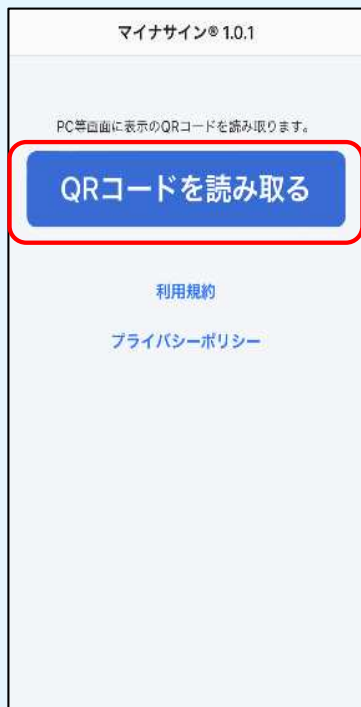 マイナサイン® 1.0.1
PC等画面に表示のQRコードを読み取ります。
QRコードを読み取る
利用規約
プライバシーポリシー